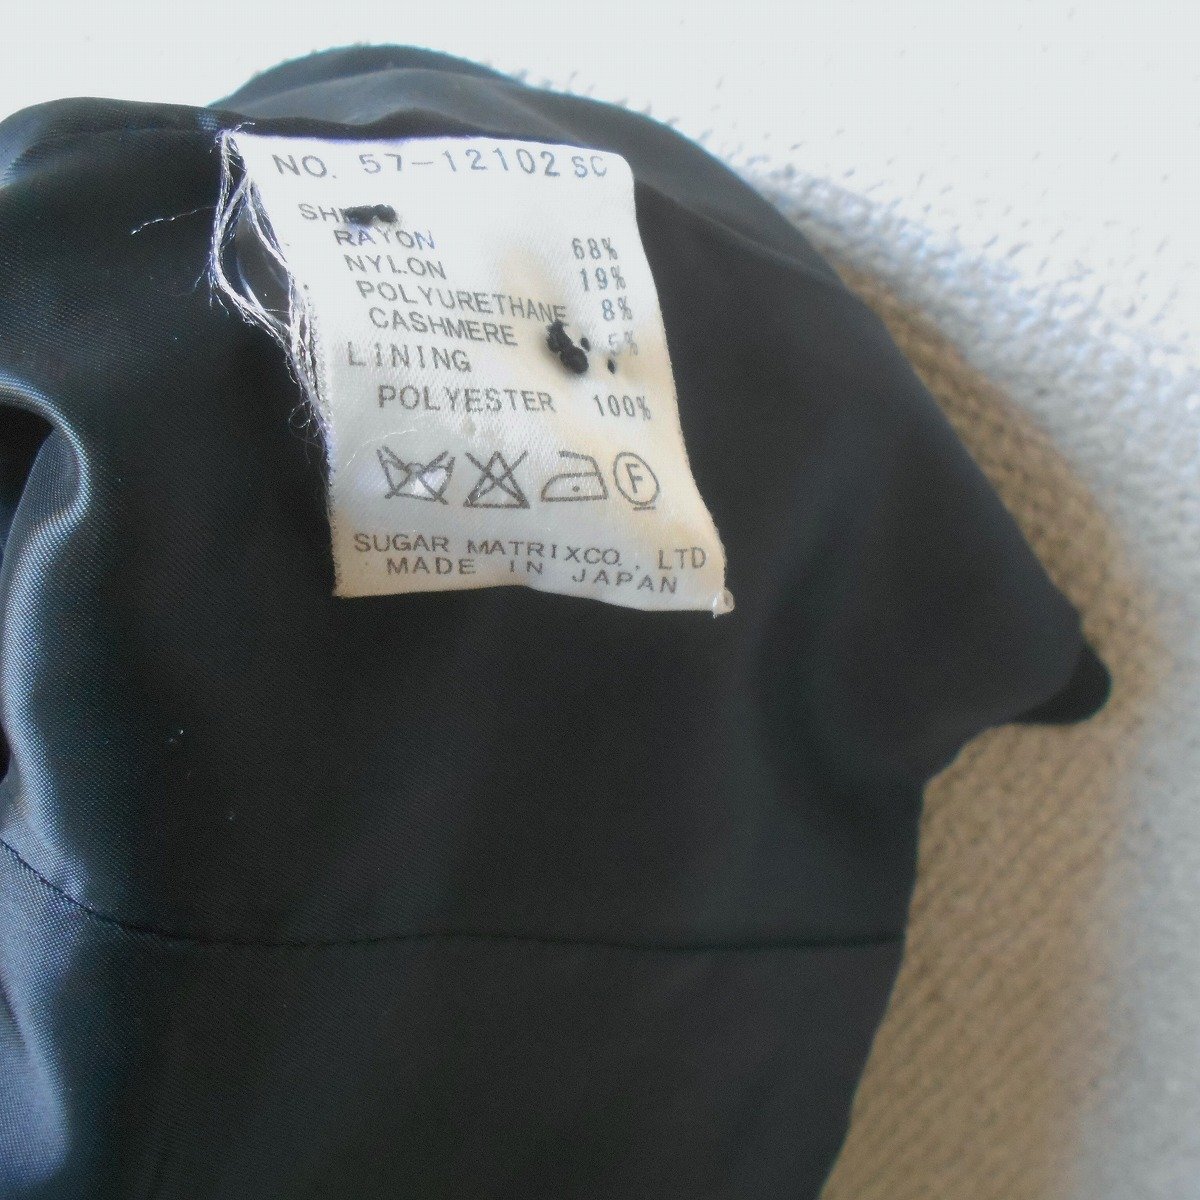 NO. 57-12102 SC
RAYON 68%
NYLON 19%
POLYURETHANE 8%
CASHMERE 5%
LINING
POLYESTER 100%
F
SUGAR MATRIXCO., LTD
MADE IN JAPAN